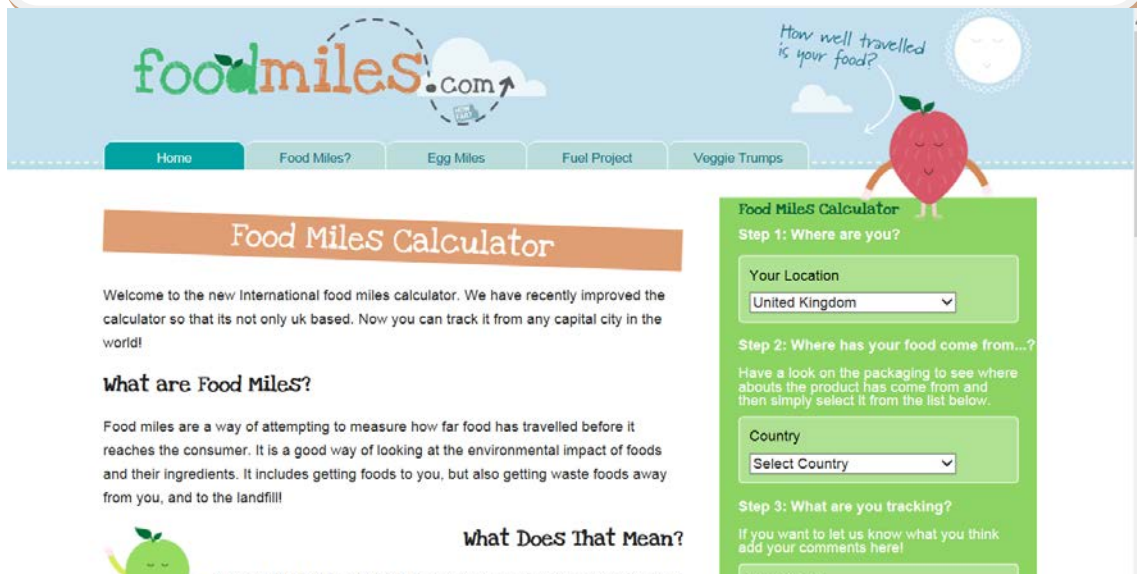 foodmiles.com
How well travelled
is your food?
Home
Food Miles?
Egg Miles
Fuel Project
Veggie Trumps
Food Miles Calculator
Welcome to the new International food miles calculator. We have recently improved the
calculator so that its not only uk based. Now you can track it from any capital city in the
world!
What are Food Miles?
Food miles are a way of attempting to measure how far food has travelled before it
reaches the consumer. It is a good way of looking at the environmental impact of foods
and their ingredients. It includes getting foods to you, but also getting waste foods away
from you, and to the landfill!
What Does That Mean?
Food Miles Calculator
Step 1: Where are you?
Your Location
United Kingdom
Step 2: Where has your food come from...?
Have a look on the packaging to see where
abouts the product has come from and
then simply select it from the list below.
Country
Select Country
Step 3: What are you tracking?
If you want to let us know what you think
add your comments here!